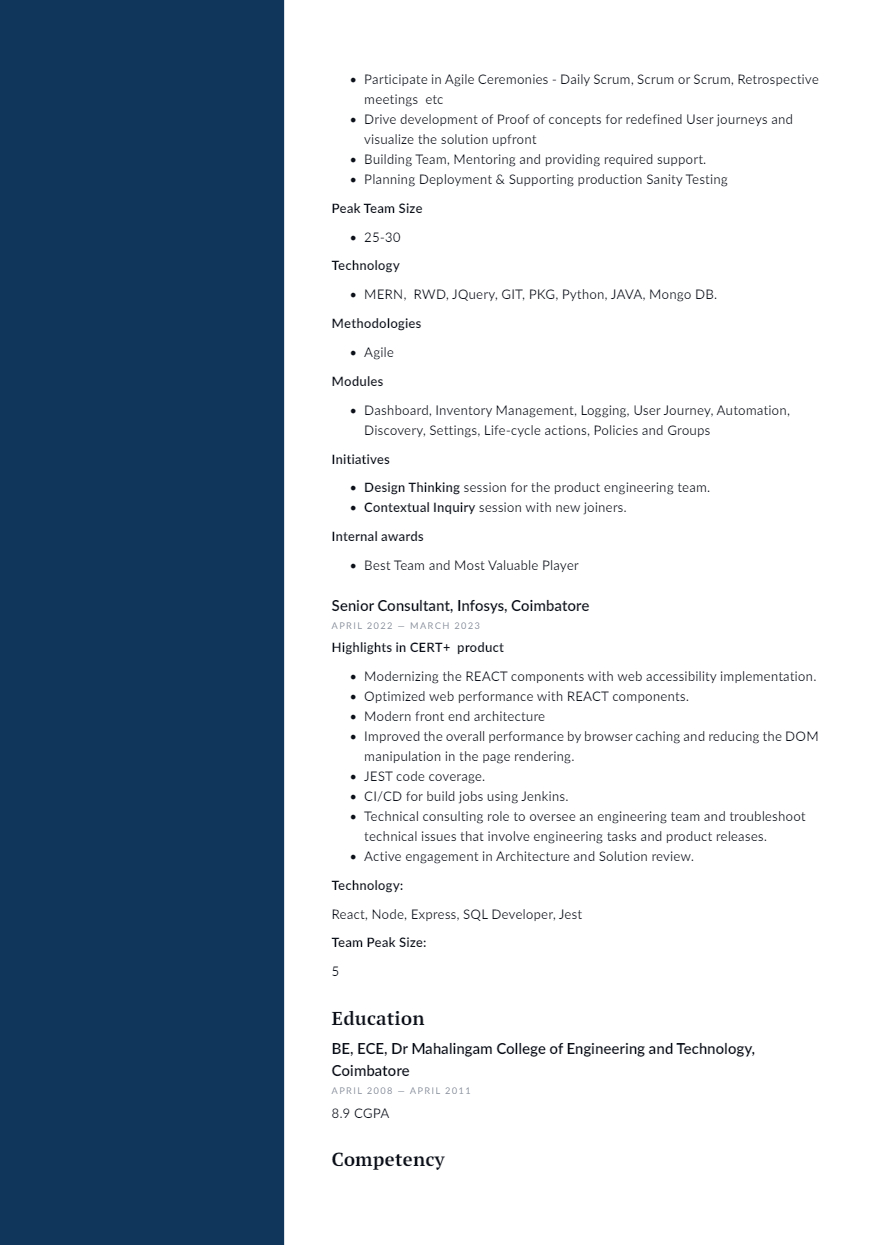 • Participate in Agile Ceremonies - Daily Scrum, Scrum or Scrum, Retrospective
meetings  etc
• Drive development of Proof of concepts for redefined User journeys and
visualize the solution upfront
• Building Team, Mentoring and providing required support.
• Planning Deployment & Supporting production Sanity Testing
Peak Team Size
• 25-30
Technology
• MERN,  RWD, JQuery, GIT, PKG, Python, JAVA, Mongo DB.
Methodologies
• Agile
Modules
• Dashboard, Inventory Management, Logging, User Journey, Automation,
Discovery, Settings, Life-cycle actions, Policies and Groups
Initiatives
• Design Thinking session for the product engineering team.
• Contextual Inquiry session with new joiners.
Internal awards
• Best Team and Most Valuable Player
Senior Consultant, Infosys, Coimbatore
APRIL 2022 — MARCH 2023
Highlights in CERT+  product
• Modernizing the REACT components with web accessibility implementation.
• Optimized web performance with REACT components.
• Modern front end architecture
• Improved the overall performance by browser caching and reducing the DOM
manipulation in the page rendering.
• JEST code coverage.
• CI/CD for build jobs using Jenkins.
• Technical consulting role to oversee an engineering team and troubleshoot
technical issues that involve engineering tasks and product releases.
• Active engagement in Architecture and Solution review.
Technology:
React, Node, Express, SQL Developer, Jest
Team Peak Size:
5
Education
BE, ECE, Dr Mahalingam College of Engineering and Technology,
Coimbatore
APRIL 2008 — APRIL 2011
8.9 CGPA
Competency